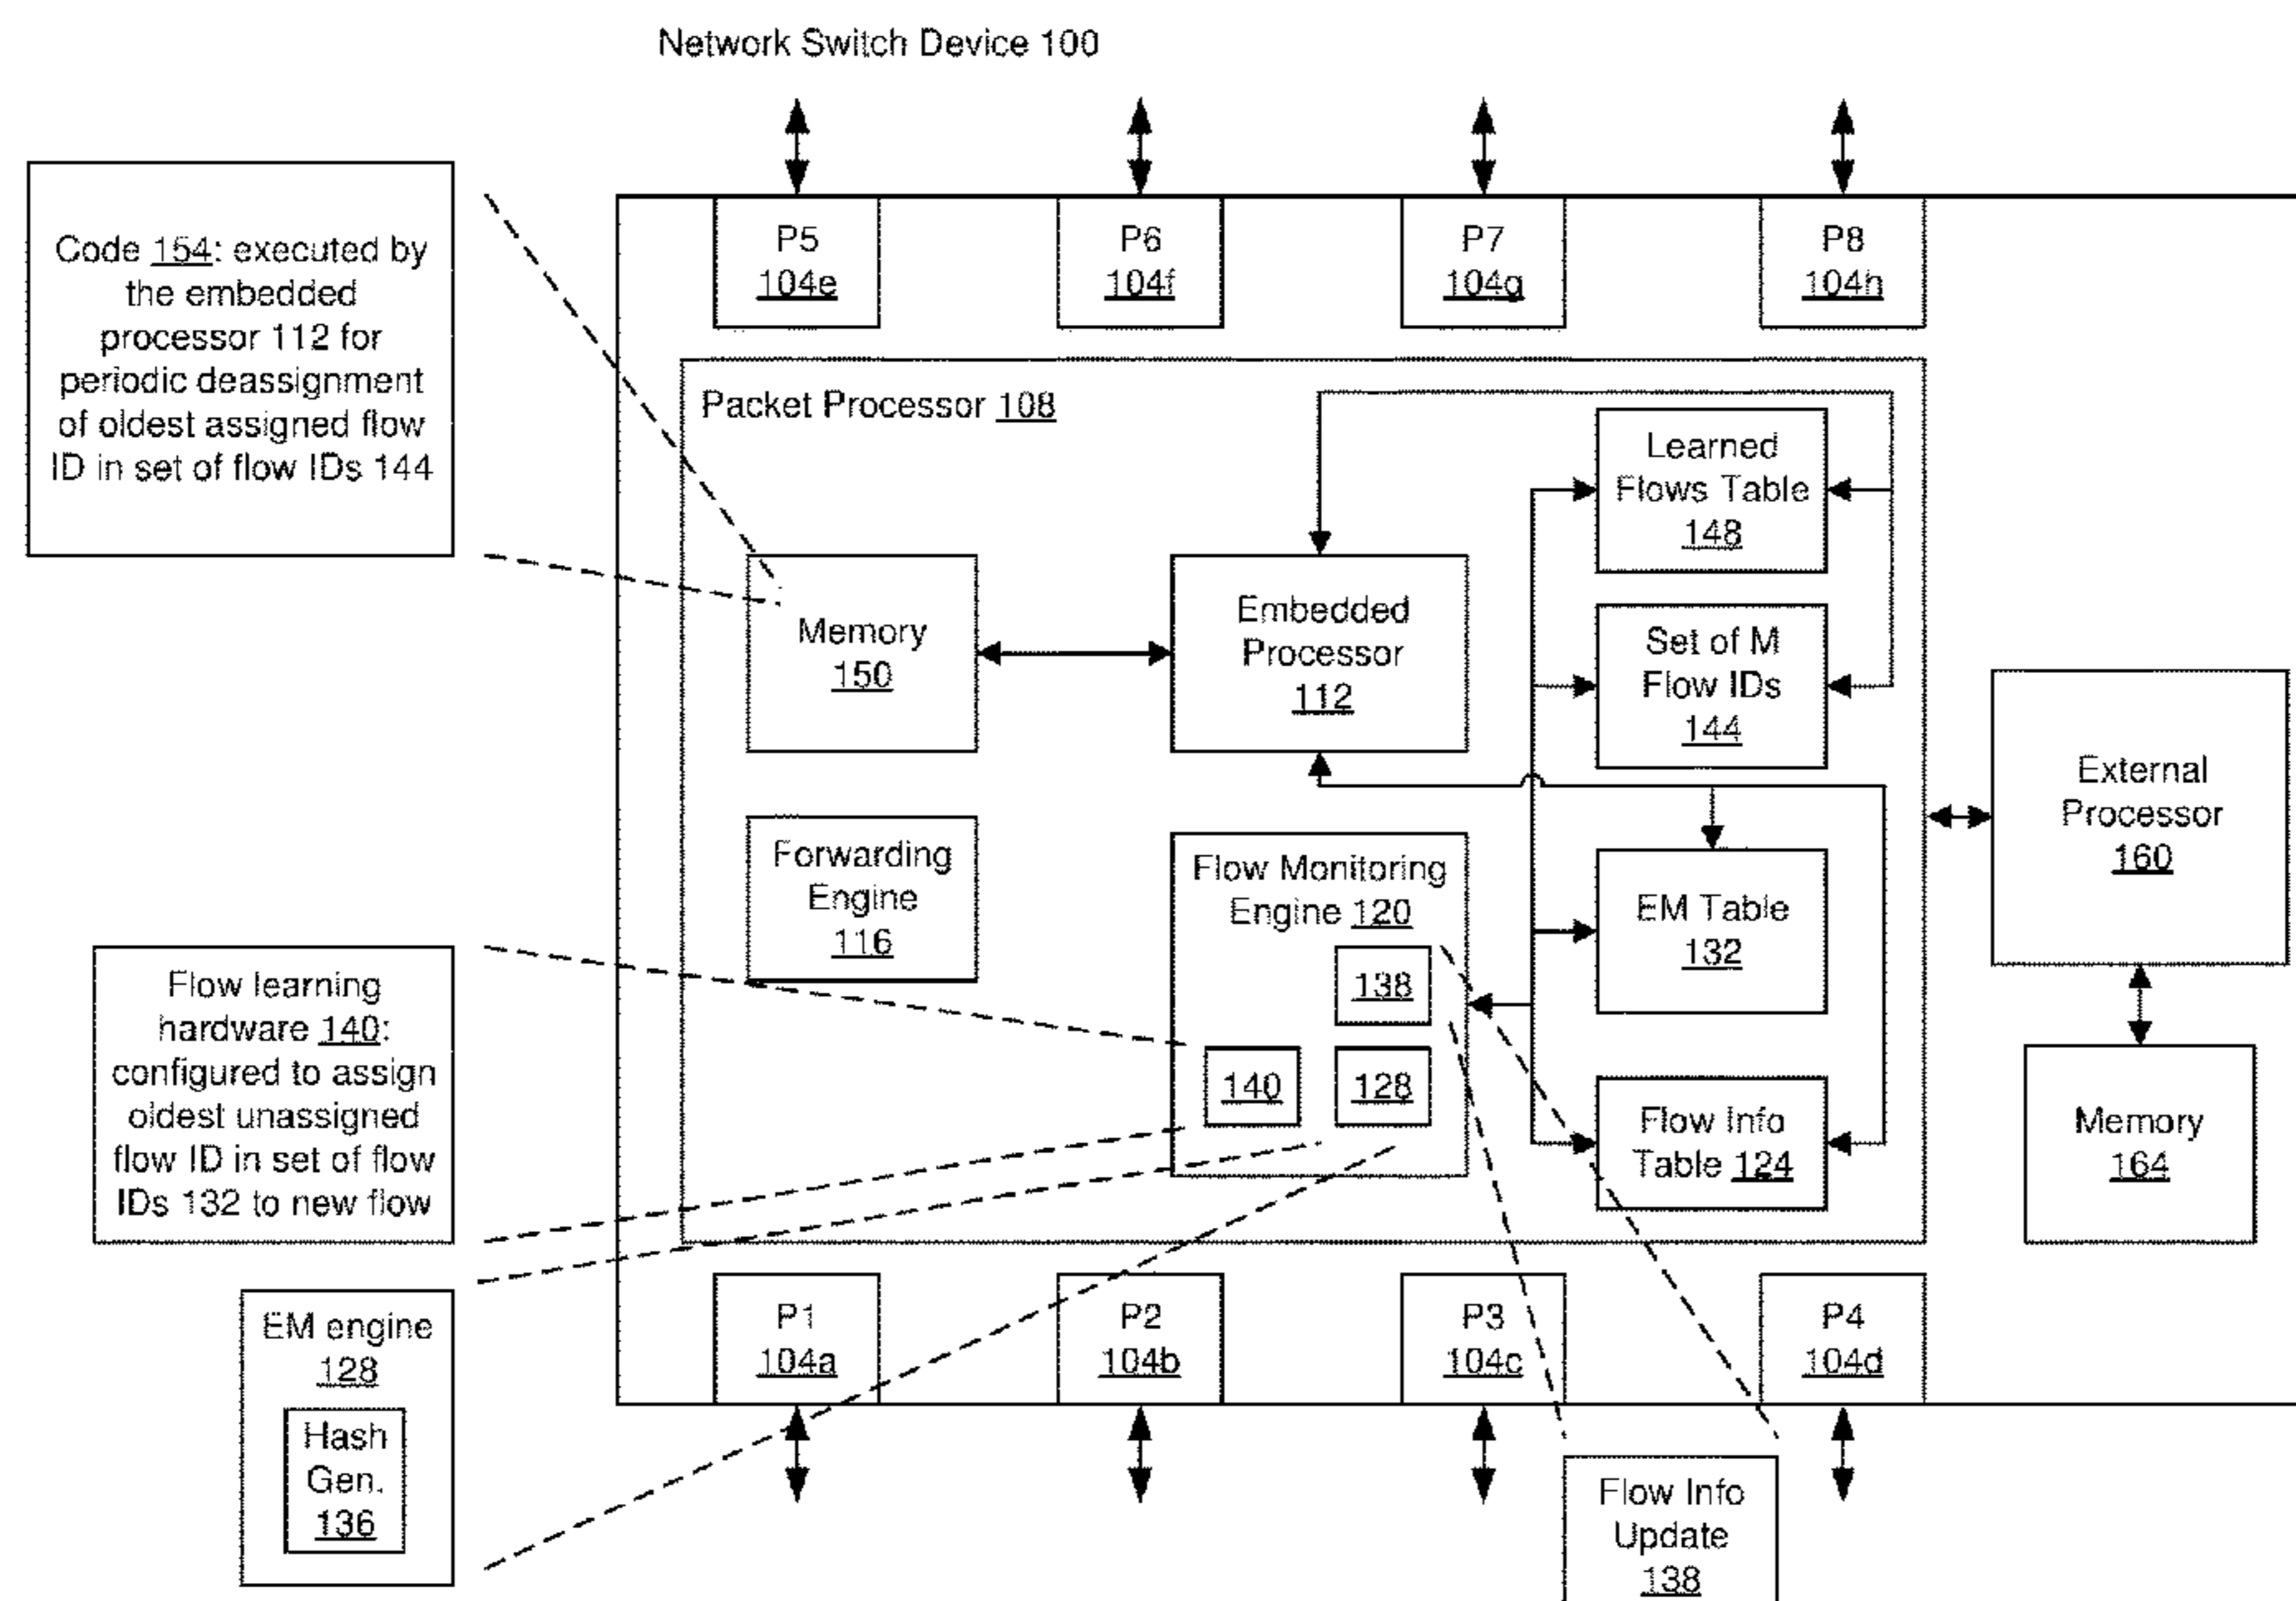 Network Switch Device 100
P5
104e
P6
104f
P7
104g
P8
104h
Code 154: executed by
the embedded
processor 112 for
periodic deassignment
of oldest assigned flow
ID in set of flow IDs 144
Packet Processor 108
Learned
Flows Table
148
Memory
150
Embedded
Processor
112
Set of M
Flow IDs
144
External
Processor
160
Forwarding
Engine
116
Flow Monitoring
Engine 120
138
140
128
EM Table
132
Flow Info
Table 124
Memory
164
Flow learning
hardware 140:
configured to assign
oldest unassigned
flow ID in set of flow
IDs 132 to new flow
EM engine
128
Hash
Gen.
136
P1
104a
P2
104b
P3
104c
P4
104d
Flow Info
Update
138